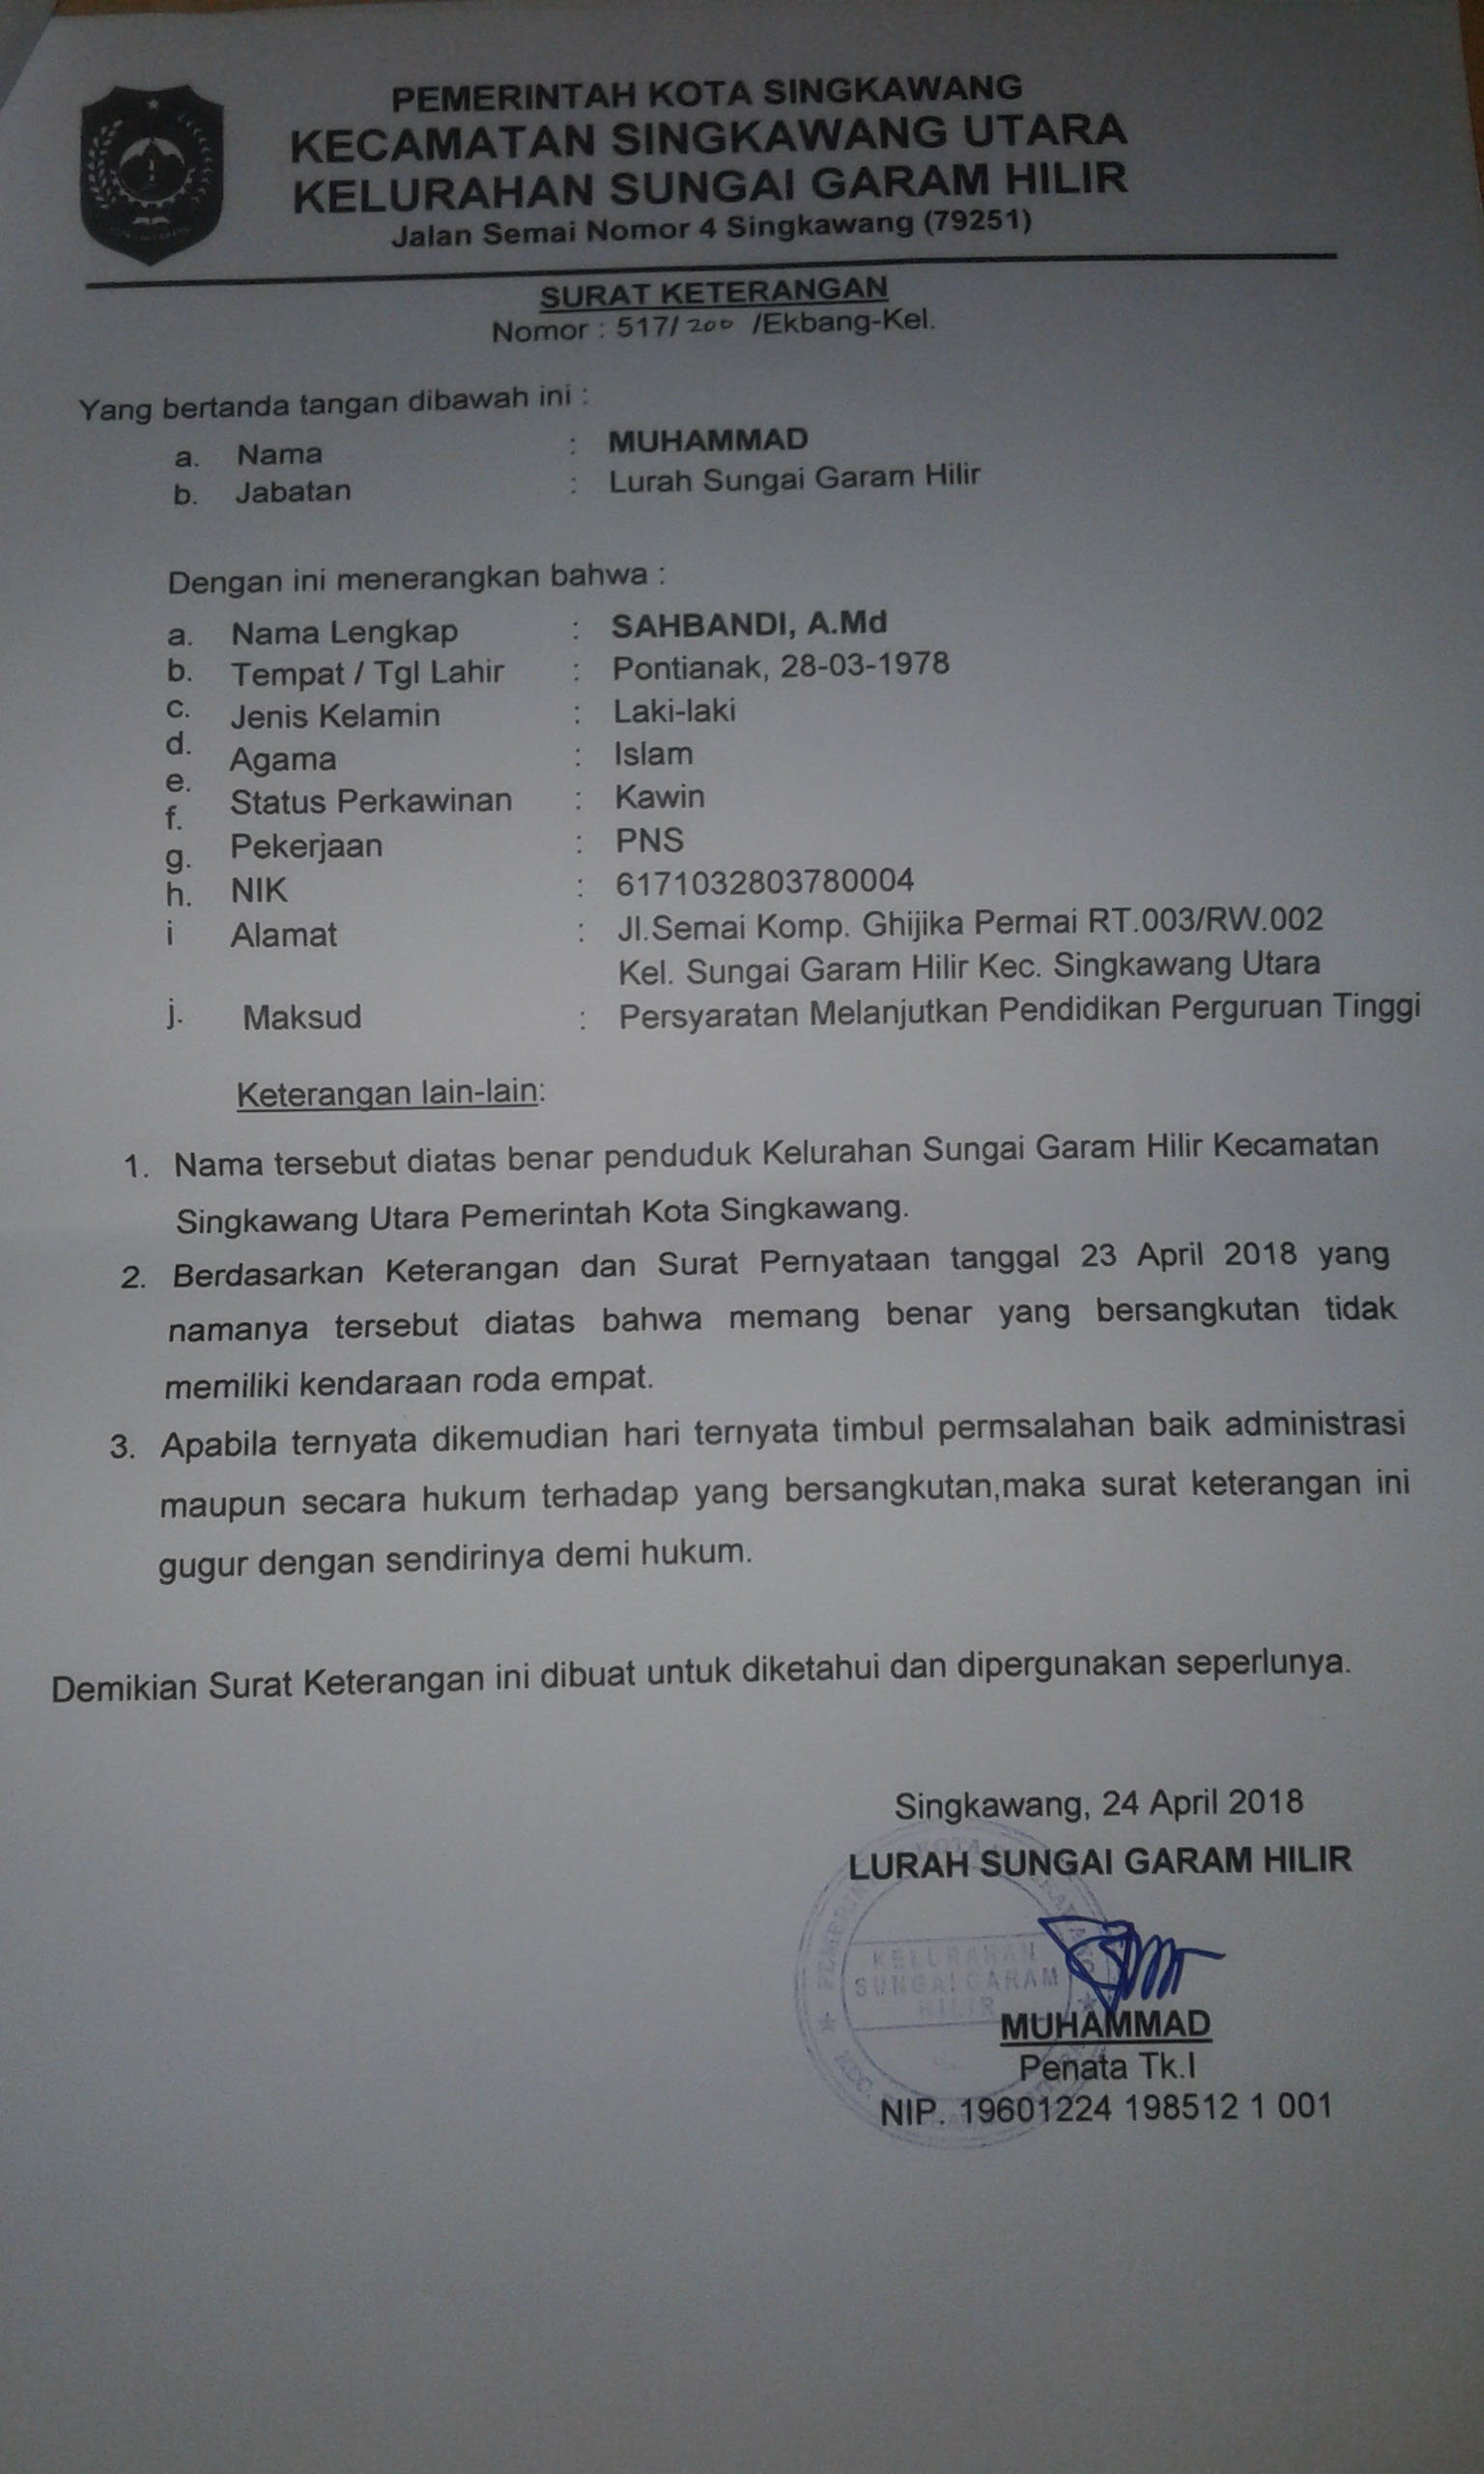 PEMERINTAH KOTA SINGKAWANG
KECAMATAN SINGKAWANG UTARA
KELURAHAN SUNGAI GARAM HILIR
Jalan Semai Nomor 4 Singkawang (79251)
SURAT KETERANGAN
Nomor : 517/ 200 /Ekbang-Kel.
Yang bertanda tangan dibawah ini :
a. Nama : MUHAMMAD
b. Jabatan : Lurah Sungai Garam Hilir
Dengan ini menerangkan bahwa :
a. Nama Lengkap : SAHBANDI, A.Md
b. Tempat / Tgl Lahir : Pontianak, 28-03-1978
c. Jenis Kelamin : Laki-laki
d. Agama : Islam
e. Status Perkawinan : Kawin
f. Pekerjaan : PNS
g. NIK : 6171032803780004
h. Alamat : Jl.Semai Komp. Ghijika Permai RT.003/RW.002
i Kel. Sungai Garam Hilir Kec. Singkawang Utara
j. Maksud : Persyaratan Melanjutkan Pendidikan Perguruan Tinggi
Keterangan lain-lain:
1. Nama tersebut diatas benar penduduk Kelurahan Sungai Garam Hilir Kecamatan
Singkawang Utara Pemerintah Kota Singkawang.
2. Berdasarkan Keterangan dan Surat Pernyataan tanggal 23 April 2018 yang
namanya tersebut diatas bahwa memang benar yang bersangkutan tidak
memiliki kendaraan roda empat.
3. Apabila ternyata dikemudian hari ternyata timbul permsalahan baik administrasi
maupun secara hukum terhadap yang bersangkutan,maka surat keterangan ini
gugur dengan sendirinya demi hukum.
Demikian Surat Keterangan ini dibuat untuk diketahui dan dipergunakan seperlunya.
Singkawang, 24 April 2018
LURAH SUNGAI GARAM HILIR
KELURAHAN
SUNGAI GARAM
HILIR
MUHAMMAD
Penata Tk.I
NIP. 19601224 198512 1 001